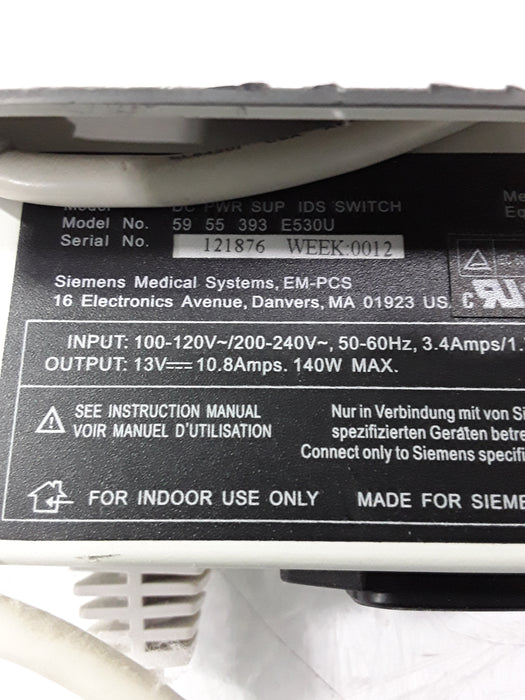 Model DC PWR SUP IDS SWITCH
Model No. 59 55 393 E530U
Serial No. 121876 WEEK:0012
Siemens Medical Systems, EM-PCS
16 Electronics Avenue, Danvers, MA 01923 US
INPUT: 100-120V~/200-240V~, 50-60Hz, 3.4Amps/1.
OUTPUT: 13V⎓10.8Amps. 140W MAX.
SEE INSTRUCTION MANUAL
VOIR MANUEL D'UTILISATION
Nur in Verbindung mit von Si
spezifizierten Geräten betre
Connect only to Siemens specifi
FOR INDOOR USE ONLY
MADE FOR SIEME